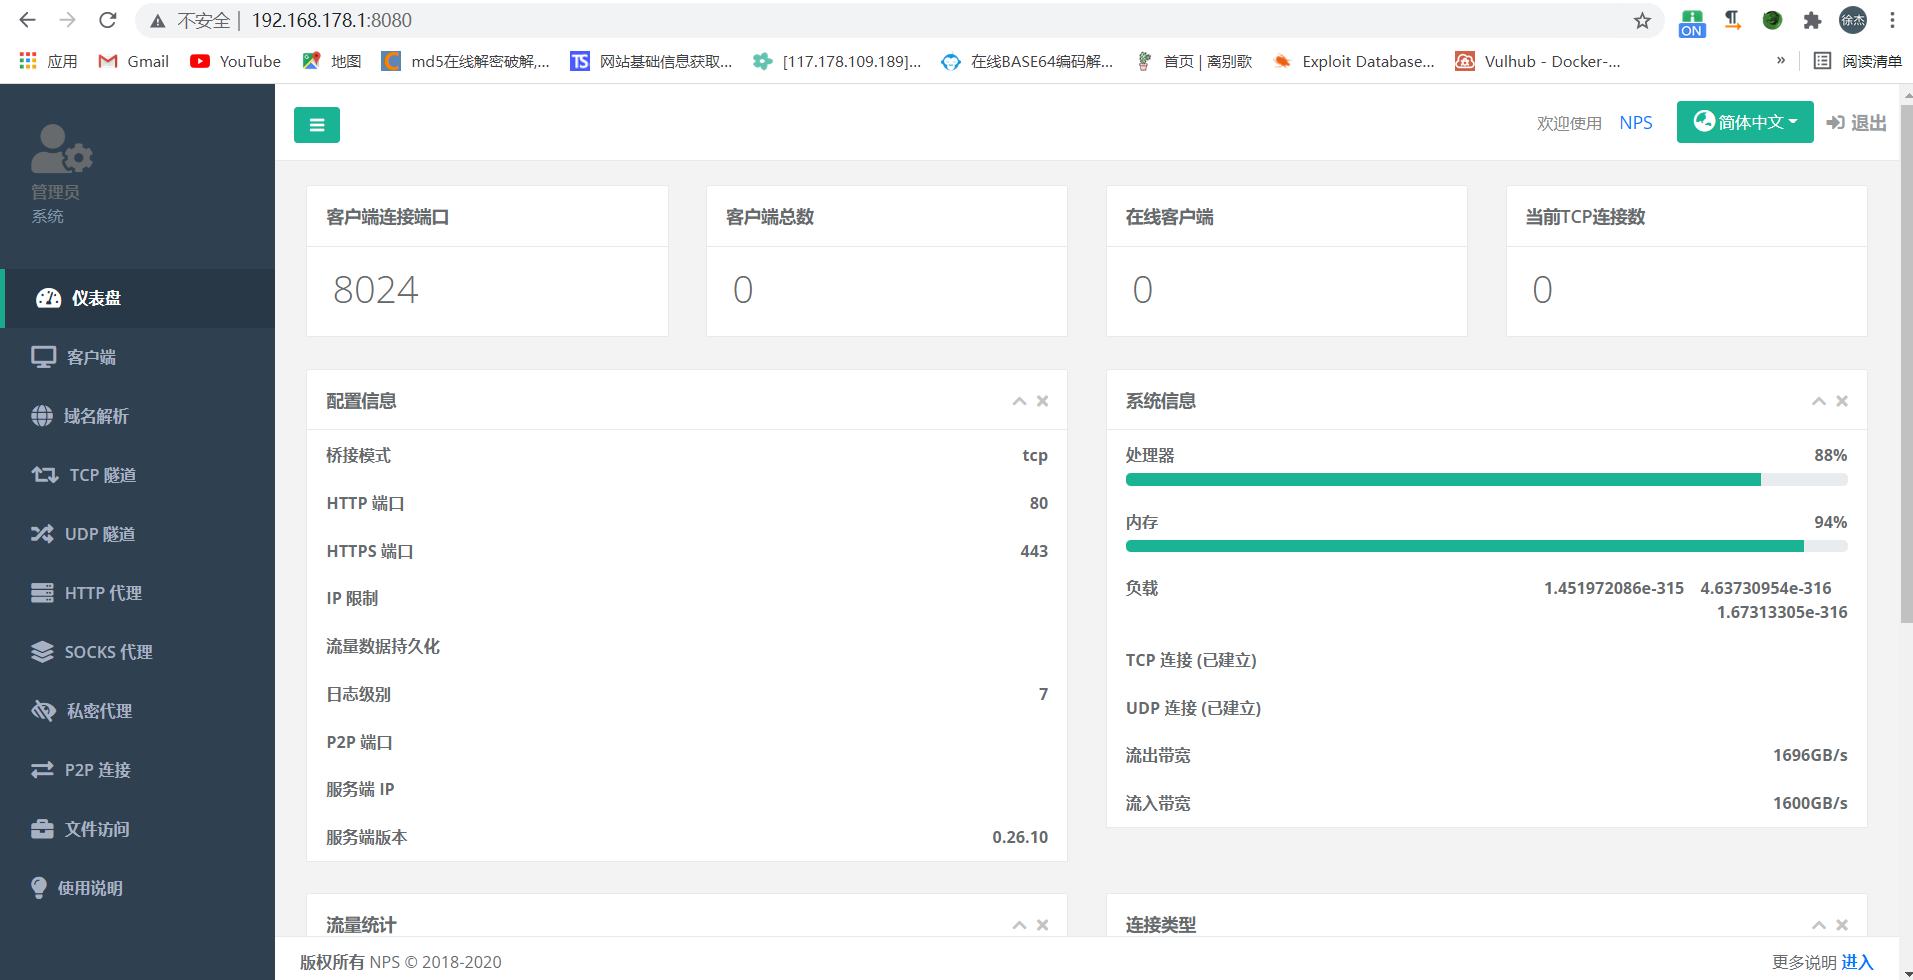 不安全 | 192.168.178.1:8080
ON
徐杰
应用 Gmail YouTube 地图 md5在线解密破解,... TS 网站基础信息获取... [117.178.109.189]... 在线BASE64编码解... 首页 | 离别歌 Exploit Database... Vulhub - Docker-... » 阅读清单
欢迎使用 NPS 简体中文 退出
管理员
系统
仪表盘
客户端
域名解析
TCP 隧道
UDP 隧道
HTTP 代理
SOCKS 代理
私密代理
P2P 连接
文件访问
使用说明
客户端连接端口
8024
客户端总数
0
在线客户端
0
当前TCP连接数
0
配置信息
桥接模式 tcp
HTTP 端口 80
HTTPS 端口 443
IP 限制
流量数据持久化
日志级别 7
P2P 端口
服务端 IP
服务端版本 0.26.10
系统信息
处理器 88%
内存 94%
负载 1.451972086e-315 4.63730954e-316
1.67313305e-316
TCP 连接 (已建立)
UDP 连接 (已建立)
流出带宽 1696GB/s
流入带宽 1600GB/s
流量统计
连接类型
版权所有 NPS © 2018-2020
更多说明 进入